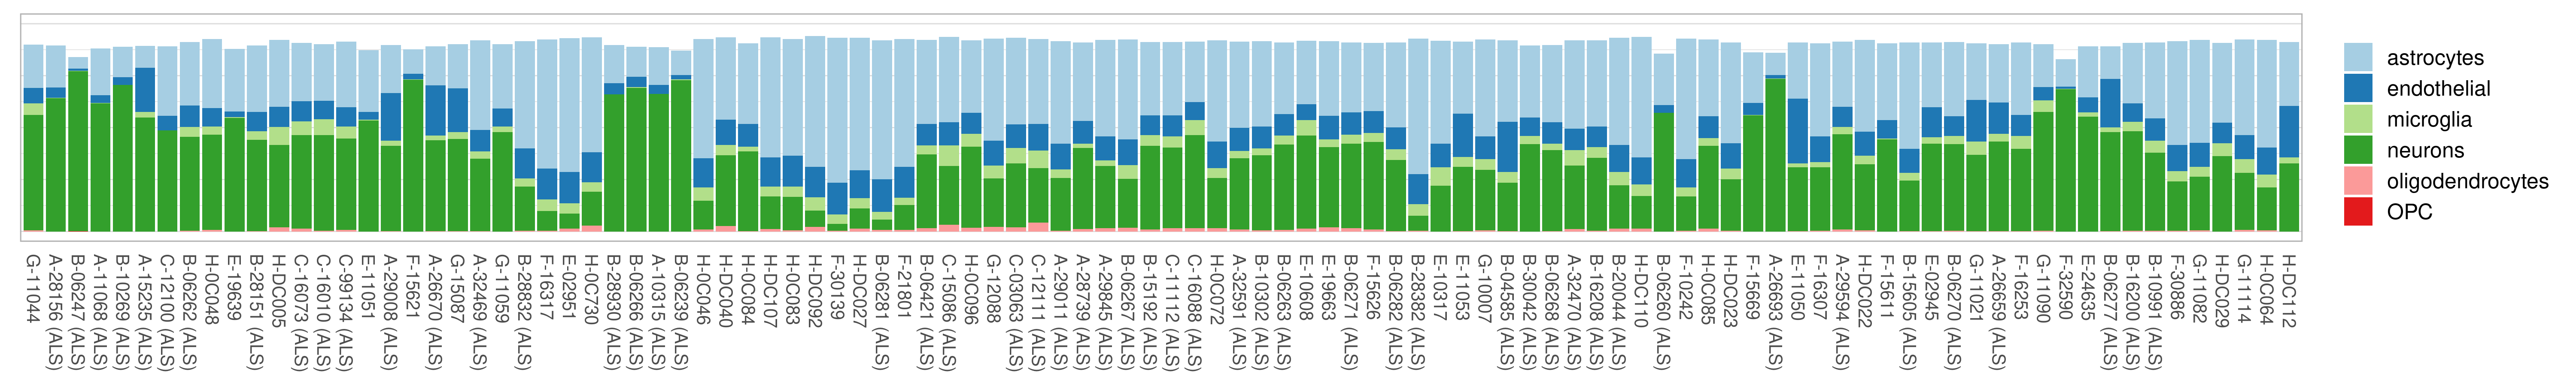 astrocytes
endothelial
microglia
neurons
oligodendrocytes
OPC
G-11044
A-28156 (ALS)
B-06247 (ALS)
A-11068 (ALS)
B-10269 (ALS)
A-15235 (ALS)
C-12100 (ALS)
B-06262 (ALS)
H-0C048
E-19639
B-28151 (ALS)
H-DC005
C-16073 (ALS)
C-16010 (ALS)
C-99134 (ALS)
E-11051
A-29008 (ALS)
F-15621
A-26670 (ALS)
G-15087
A-32469 (ALS)
G-11059
B-28832 (ALS)
F-16317
E-02951
H-0C730
B-28930 (ALS)
B-06266 (ALS)
A-10315 (ALS)
B-06239 (ALS)
H-0C046
H-DC040
H-0C084
H-DC107
H-0C083
H-DC092
F-30139
H-DC027
B-06281 (ALS)
F-21801
B-06421 (ALS)
C-15086 (ALS)
H-0C096
G-12088
C-03063 (ALS)
C-12111 (ALS)
A-29011 (ALS)
A-28739 (ALS)
A-29845 (ALS)
B-06267 (ALS)
B-15192 (ALS)
C-11112 (ALS)
C-16088 (ALS)
H-0C072
A-32591 (ALS)
B-10302 (ALS)
B-06263 (ALS)
E-10608
E-19663
B-06271 (ALS)
F-15626
B-06282 (ALS)
B-28382 (ALS)
E-10317
E-11053
G-10007
B-04585 (ALS)
B-30042 (ALS)
B-06268 (ALS)
A-32470 (ALS)
B-16208 (ALS)
B-20044 (ALS)
H-DC110
B-06260 (ALS)
F-10242
H-0C085
H-DC023
F-15669
A-26693 (ALS)
E-11050
F-16307
A-29594 (ALS)
H-DC022
F-15611
B-15605 (ALS)
E-02945
B-06270 (ALS)
G-11021
A-26659 (ALS)
F-16253
G-11090
F-32590
E-24635
B-06277 (ALS)
B-16200 (ALS)
B-10991 (ALS)
F-30886
G-11082
H-DC029
G-11114
H-0C064
H-DC112